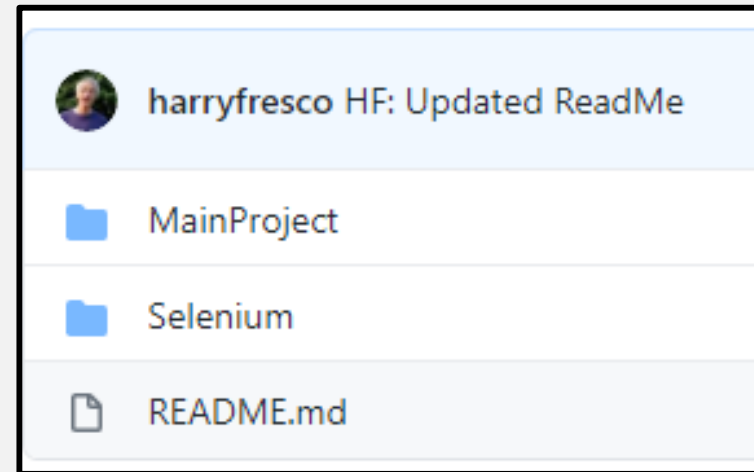 harryfresco HF: Updated ReadMe
MainProject
Selenium
README.md